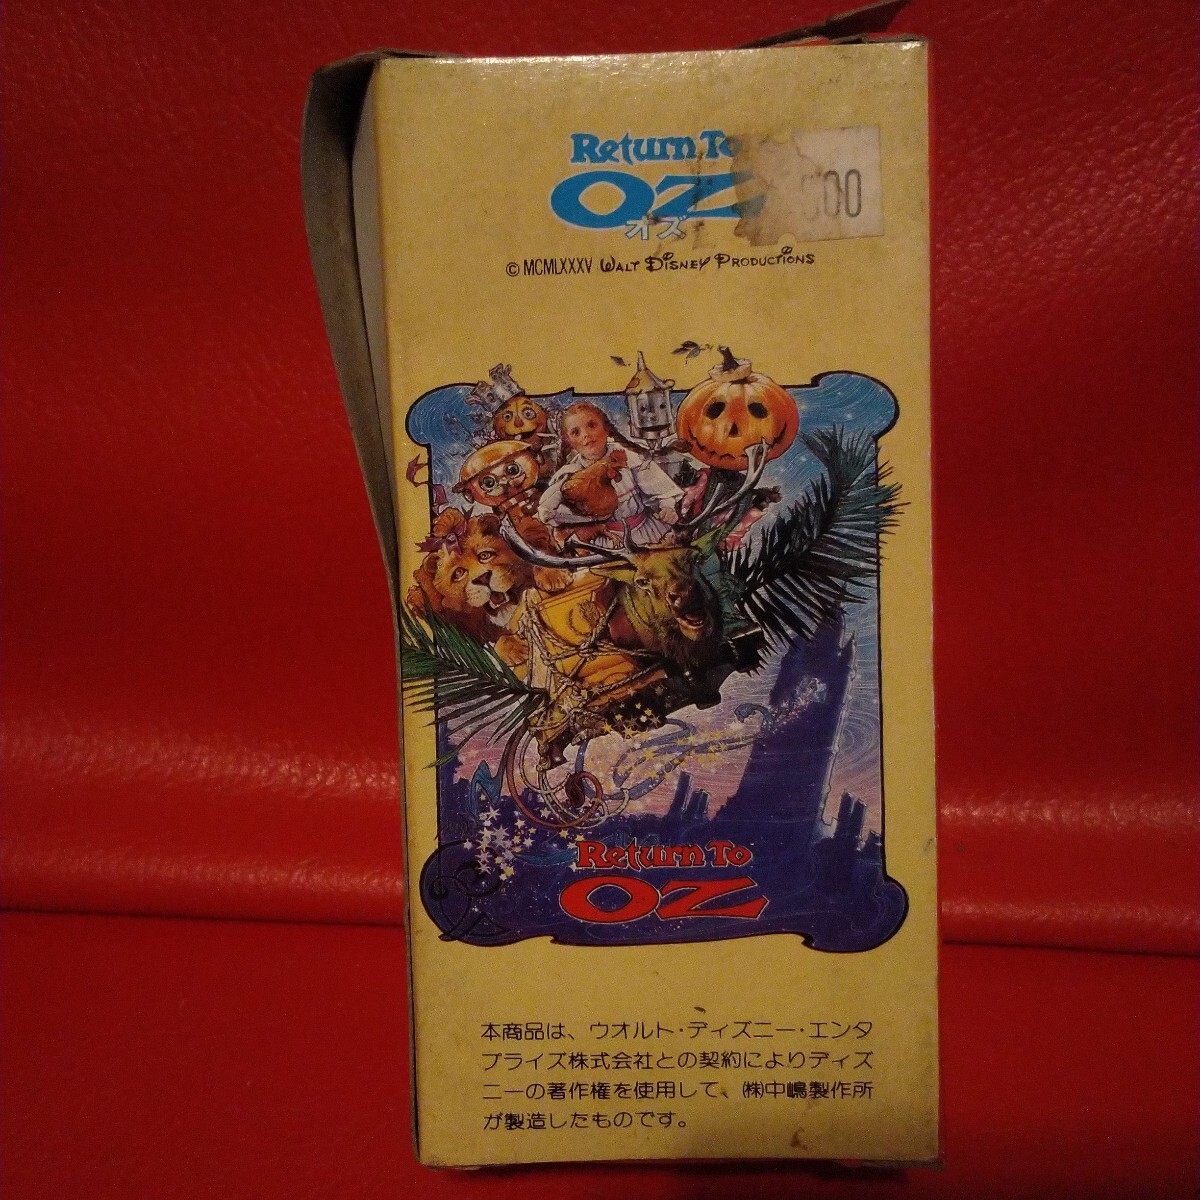 Return To
OZ
オズ
00
© MCMLXXXV WALT DISNEY PRODUCTIONS
Return To
OZ
本商品は、ウオルト・ディズニー・エンタ
プライズ株式会社との契約によりディズ
ニーの著作権を使用して、㈱中嶋製作所
が製造したものです。